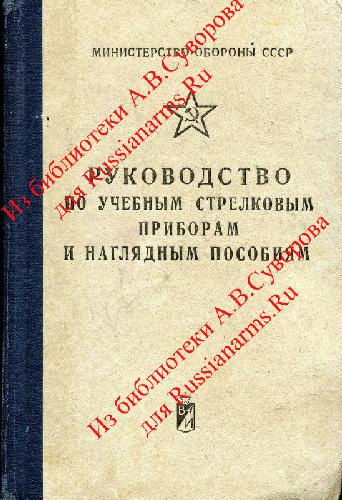 МИНИСТЕРСТВО ОБОРОНЫ СССР
РУКОВОДСТВО
ПО УЧЕБНЫМ СТРЕЛКОВЫМ
ПРИБОРАМ
И НАГЛЯДНЫМ ПОСОБИЯМ
ВИ
Из библиотеки А.В.Суворова
для Russianarms.Ru
Из библиотеки А.В.Суворова
для Russianarms.Ru